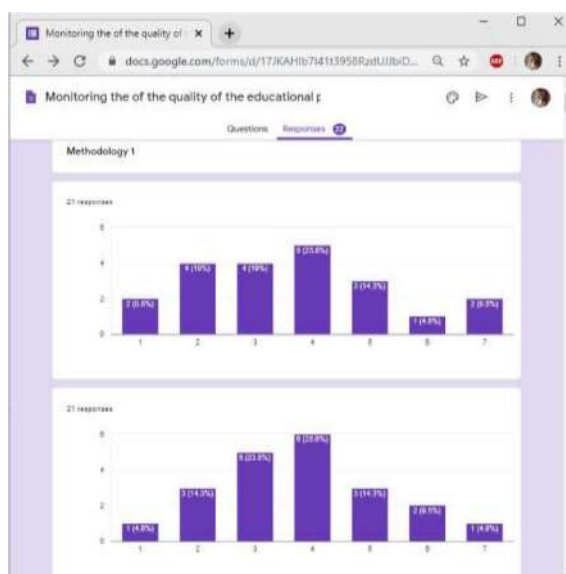 Monitoring the of the quality of
docs.google.com/forms/d/
Monitoring the of the quality of the educational p
Questions Responses 22
Methodology 1
21 responses
6
4
2
0
2 (9.5%)
4 (19%)
4 (19%)
5 (23.8%)
3 (14.3%)
1 (4.8%)
2 (9.5%)
1 2 3 4 5 6 7
21 responses
6
4
2
0
1 (4.8%)
3 (14.3%)
5 (23.8%)
6 (28.6%)
3 (14.3%)
2 (9.5%)
1 (4.8%)
1 2 3 4 5 6 7